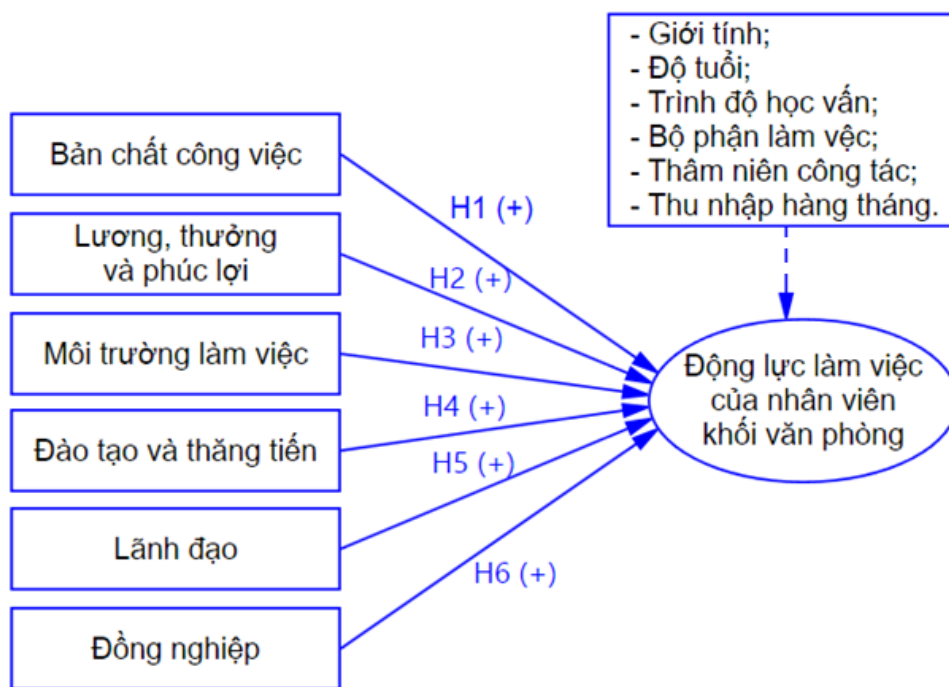 - Giới tính;
- Độ tuổi;
- Trình độ học vấn;
- Bộ phận làm vệc;
- Thâm niên công tác;
- Thu nhập hàng tháng.
Bản chất công việc
Lương, thưởng
và phúc lợi
Môi trường làm việc
Đào tạo và thăng tiến
Lãnh đạo
Đồng nghiệp
H1 (+)
H2 (+)
H3 (+)
H4 (+)
H5 (+)
H6 (+)
Động lực làm việc
của nhân viên
khối văn phòng